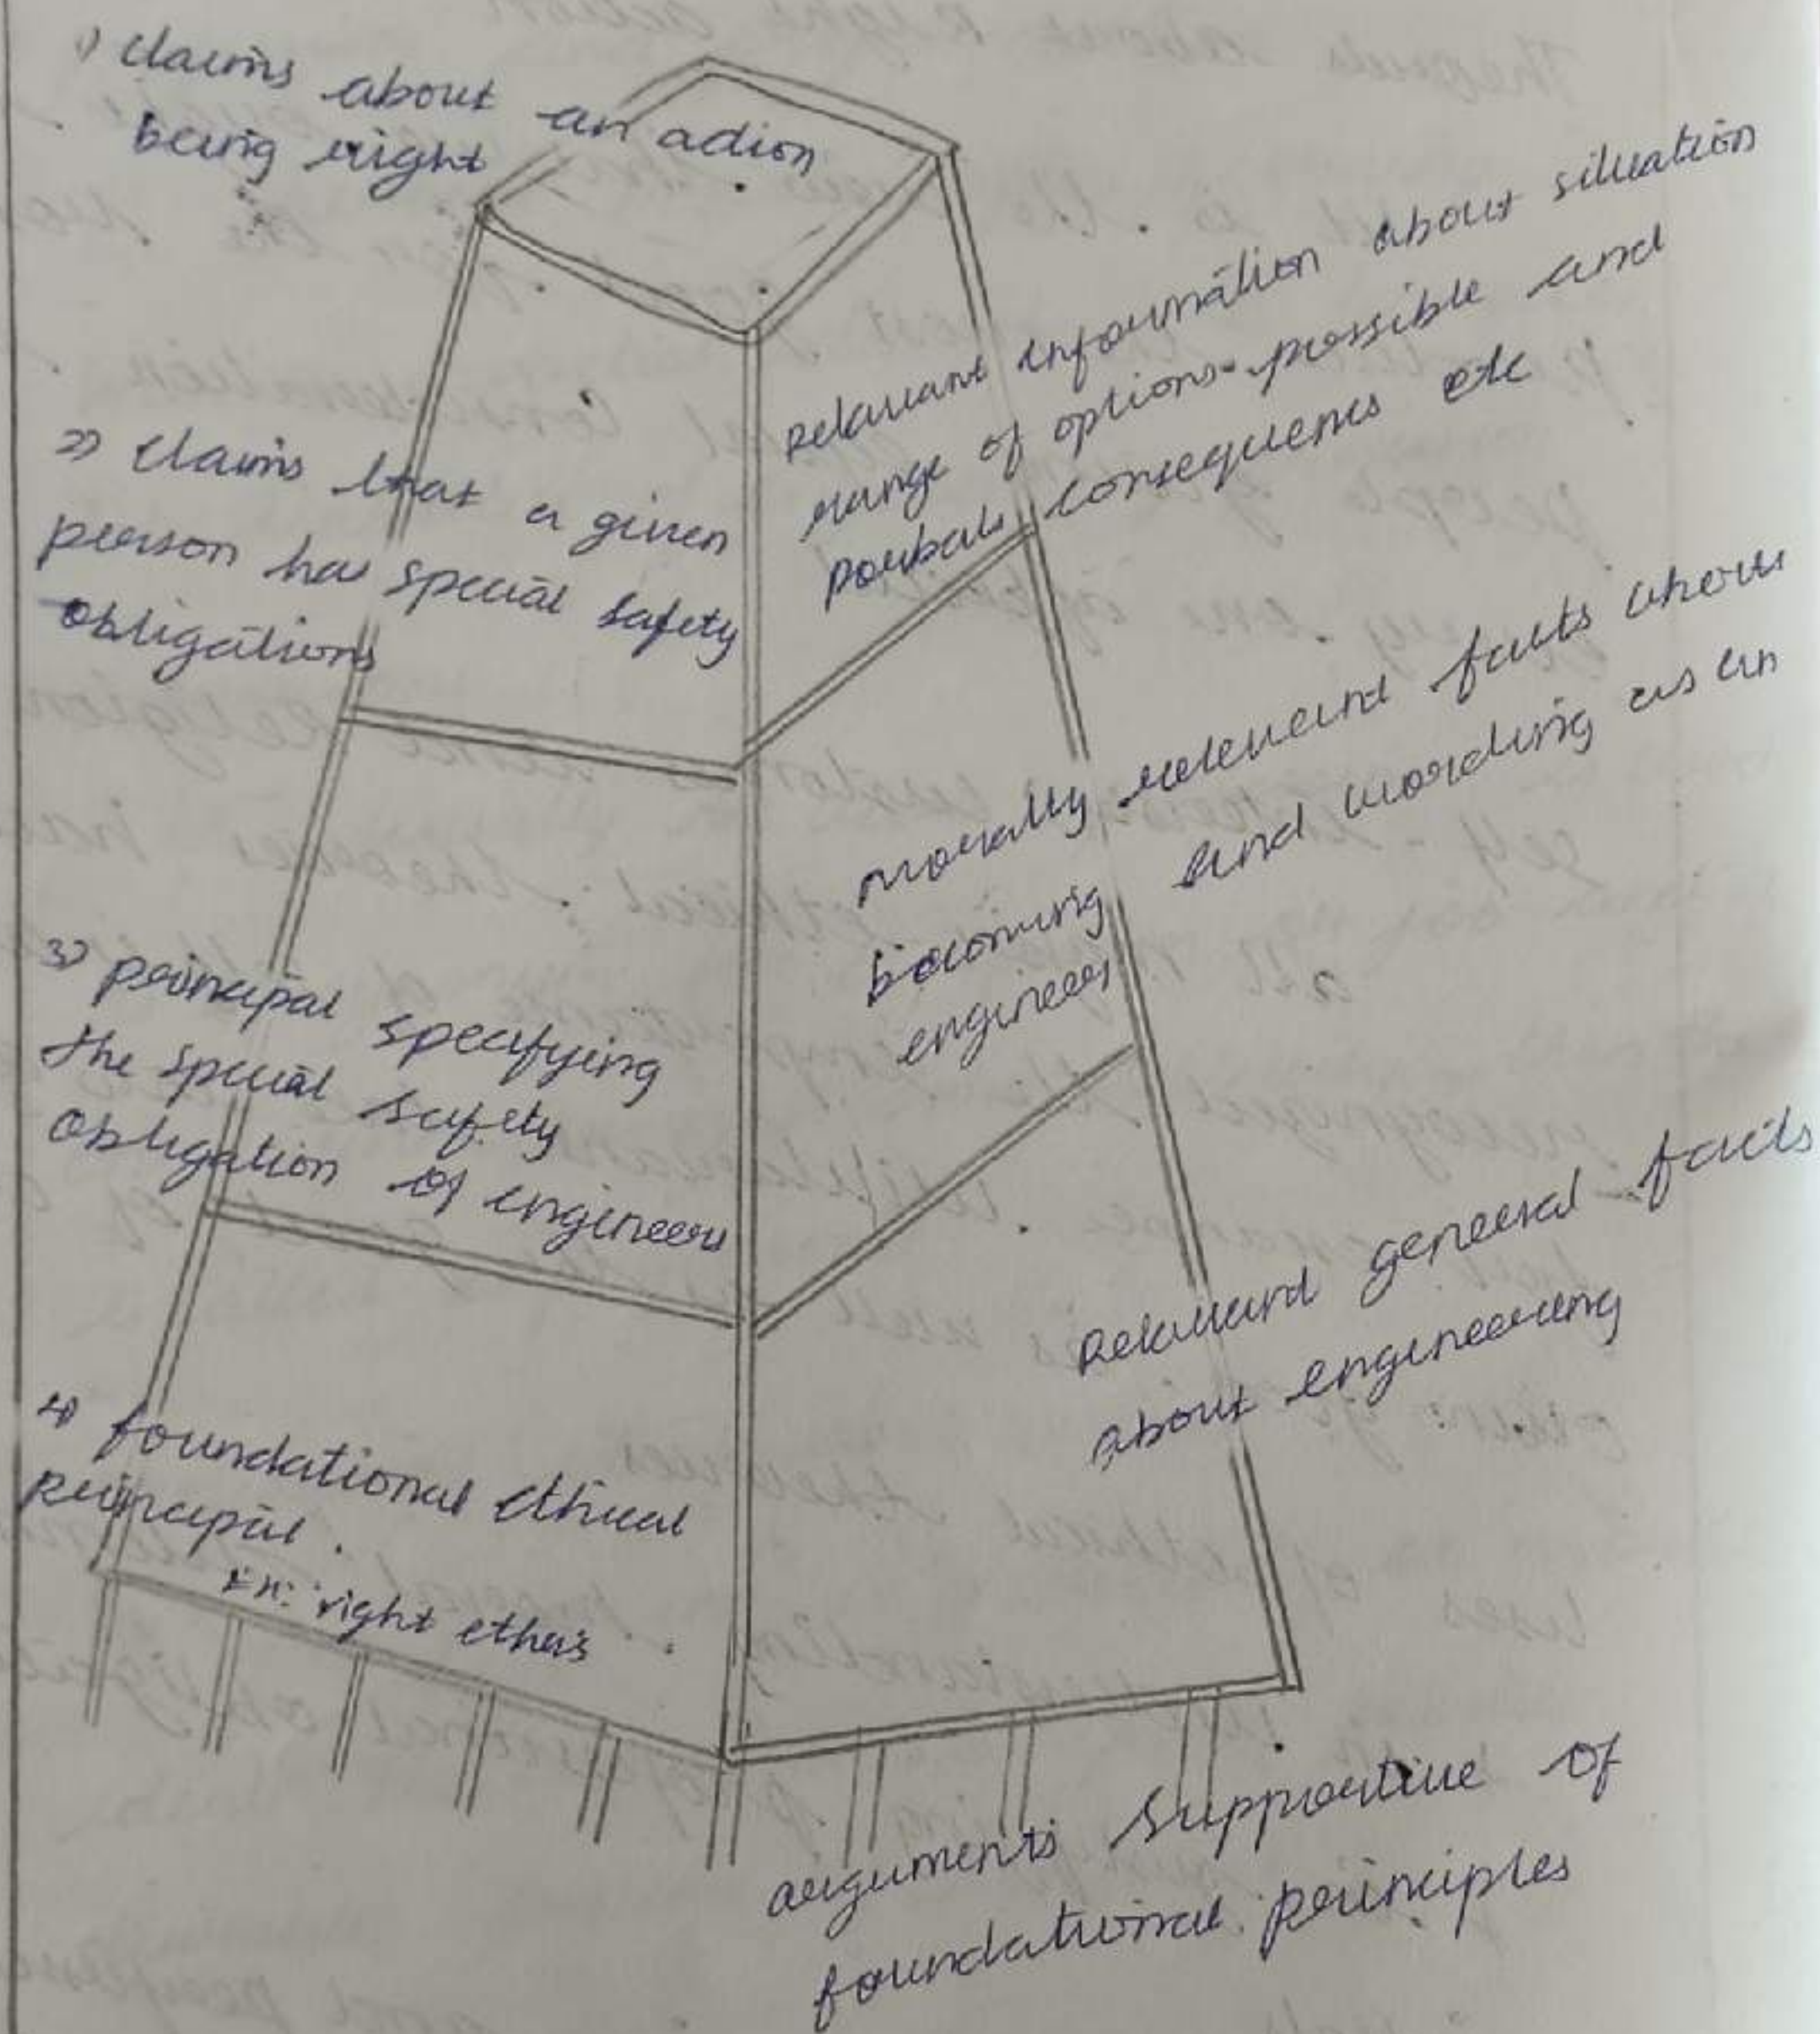 1) claims about an action
being right
2) claims that a given
person has special safety
obligations
3) principal specifying
the special safety
obligation of engineers
4) foundational ethical
principal.
Ex: right ethics
Relavant information about situation
range of options possible and
consequences etc
morally relevant facts about
becoming and working as an
engineer
Relavant general facts
about engineering
arguments supportive of
foundational principles